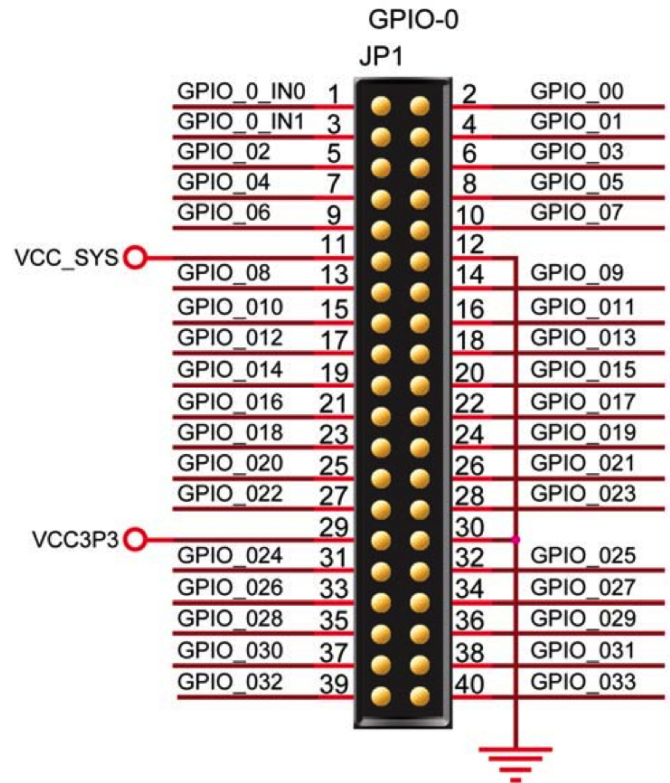 GPIO-0
JP1
GPIO_0_IN0 1 2 GPIO_00
GPIO_0_IN1 3 4 GPIO_01
GPIO_02 5 6 GPIO_03
GPIO_04 7 8 GPIO_05
GPIO_06 9 10 GPIO_07
VCC_SYS 11 12
GPIO_08 13 14 GPIO_09
GPIO_010 15 16 GPIO_011
GPIO_012 17 18 GPIO_013
GPIO_014 19 20 GPIO_015
GPIO_016 21 22 GPIO_017
GPIO_018 23 24 GPIO_019
GPIO_020 25 26 GPIO_021
GPIO_022 27 28 GPIO_023
VCC3P3 29 30
GPIO_024 31 32 GPIO_025
GPIO_026 33 34 GPIO_027
GPIO_028 35 36 GPIO_029
GPIO_030 37 38 GPIO_031
GPIO_032 39 40 GPIO_033